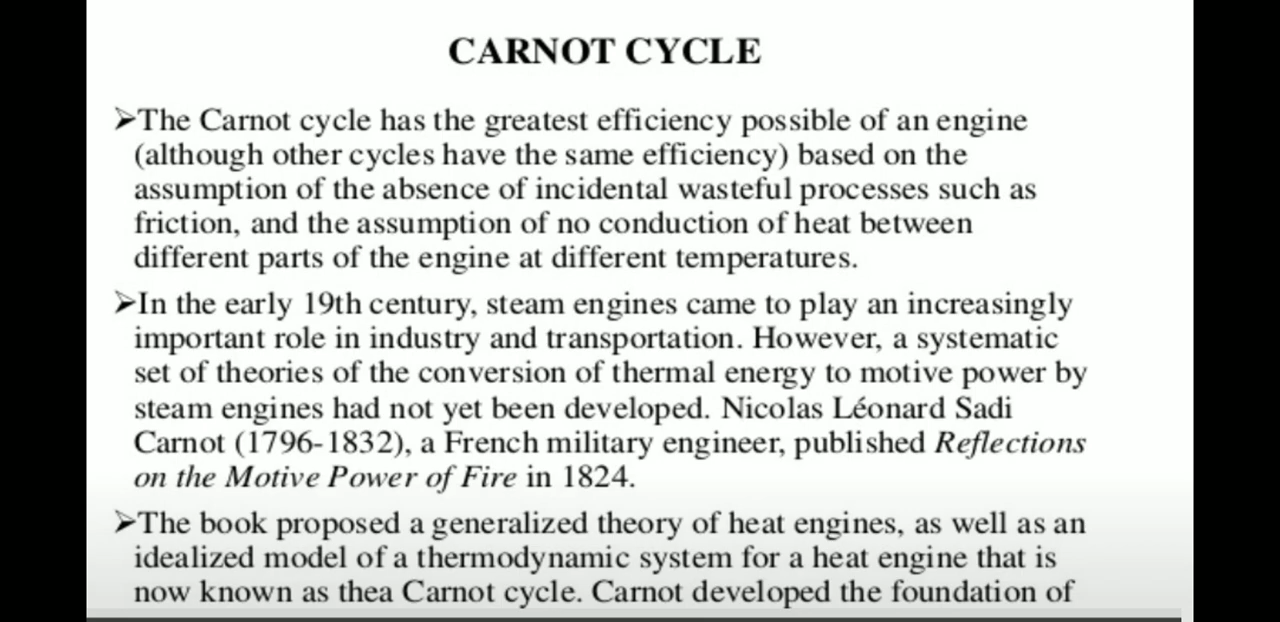 CARNOT CYCLE
➢The Carnot cycle has the greatest efficiency possible of an engine
(although other cycles have the same efficiency) based on the
assumption of the absence of incidental wasteful processes such as
friction, and the assumption of no conduction of heat between
different parts of the engine at different temperatures.
➢In the early 19th century, steam engines came to play an increasingly
important role in industry and transportation. However, a systematic
set of theories of the conversion of thermal energy to motive power by
steam engines had not yet been developed. Nicolas Léonard Sadi
Carnot (1796-1832), a French military engineer, published Reflections
on the Motive Power of Fire in 1824.
➢The book proposed a generalized theory of heat engines, as well as an
idealized model of a thermodynamic system for a heat engine that is
now known as thea Carnot cycle. Carnot developed the foundation of